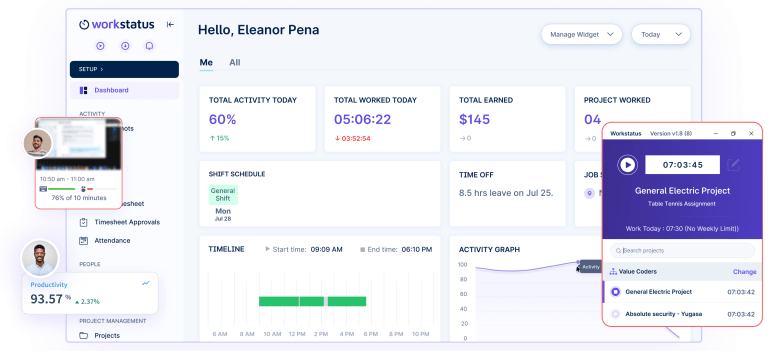 workstatus
Hello, Eleanor Pena
Manage Widget
Today
SETUP >
Me
All
Dashboard
ACTIVITY
TOTAL ACTIVITY TODAY
60%
↑ 15%
TOTAL WORKED TODAY
05:06:22
↓ 03:52:54
TOTAL EARNED
$145
→ 0
PROJECT WORKED
04
→ 0
10:50 am - 11:00 am
76% of 10 minutes
Timesheet Approvals
Attendance
PEOPLE
Productivity
93.57 %
▲ 2.37%
PROJECT MANAGEMENT
Projects
SHIFT SCHEDULE
General
Shift
Mon
Jul 28
TIME OFF
8.5 hrs leave on Jul 25.
JOB S
TIMELINE
Start time: 09:09 AM
End time: 06:10 PM
6 AM 8 AM 10 AM 12 PM 2 PM 4 PM 6 PM 8 PM 10 PM
ACTIVITY GRAPH
100
80
60
40
20
0
Activity
Workstatus Version v1.8 (8)
07:03:45
General Electric Project
Table Tennis Assignment
Work Today : 07:30 (No Weekly Limit))
Search projects
Value Coders
Change
General Electric Project 07:03:42
Absolute security - Yugasa 07:03:42